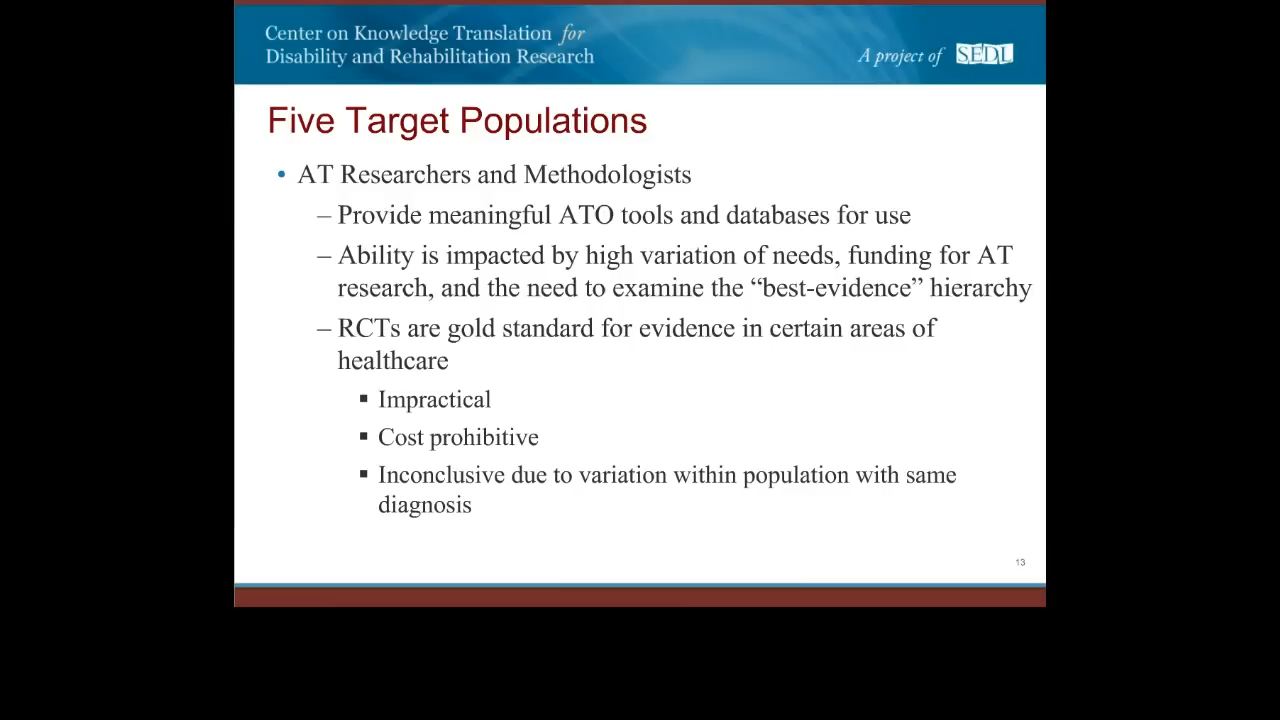 Center on Knowledge Translation for
Disability and Rehabilitation Research
A project of SEDL
Five Target Populations
• AT Researchers and Methodologists
– Provide meaningful ATO tools and databases for use
– Ability is impacted by high variation of needs, funding for AT
research, and the need to examine the “best-evidence” hierarchy
– RCTs are gold standard for evidence in certain areas of
healthcare
▪ Impractical
▪ Cost prohibitive
▪ Inconclusive due to variation within population with same
diagnosis
13